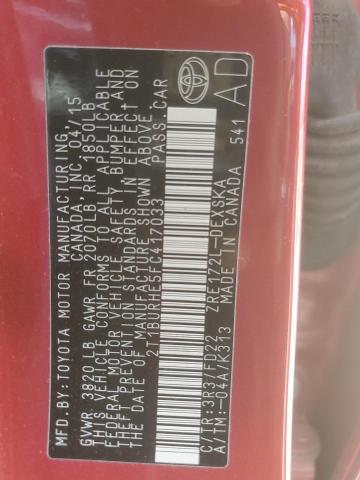 MFD.BY:TOYOTA MOTOR MANUFACTURING,
CANADA, INC. 04/15
GVWR 3820LB GAWR FR 2070LB, RR 1850LB
THIS VEHICLE CONFORMS TO ALL APPLICABLE
FEDERAL MOTOR VEHICLE SAFETY, BUMPER, AND
THEFT PREVENTION STANDARDS IN EFFECT ON
THE DATE OF MANUFACTURE SHOWN ABOVE.
2T1BURHE5FC417033 PASS.CAR
C/TR:3R3/FD22 ZRE172L-DEXSKA
A/TM:-04A/K313 MADE IN CANADA 541
AD